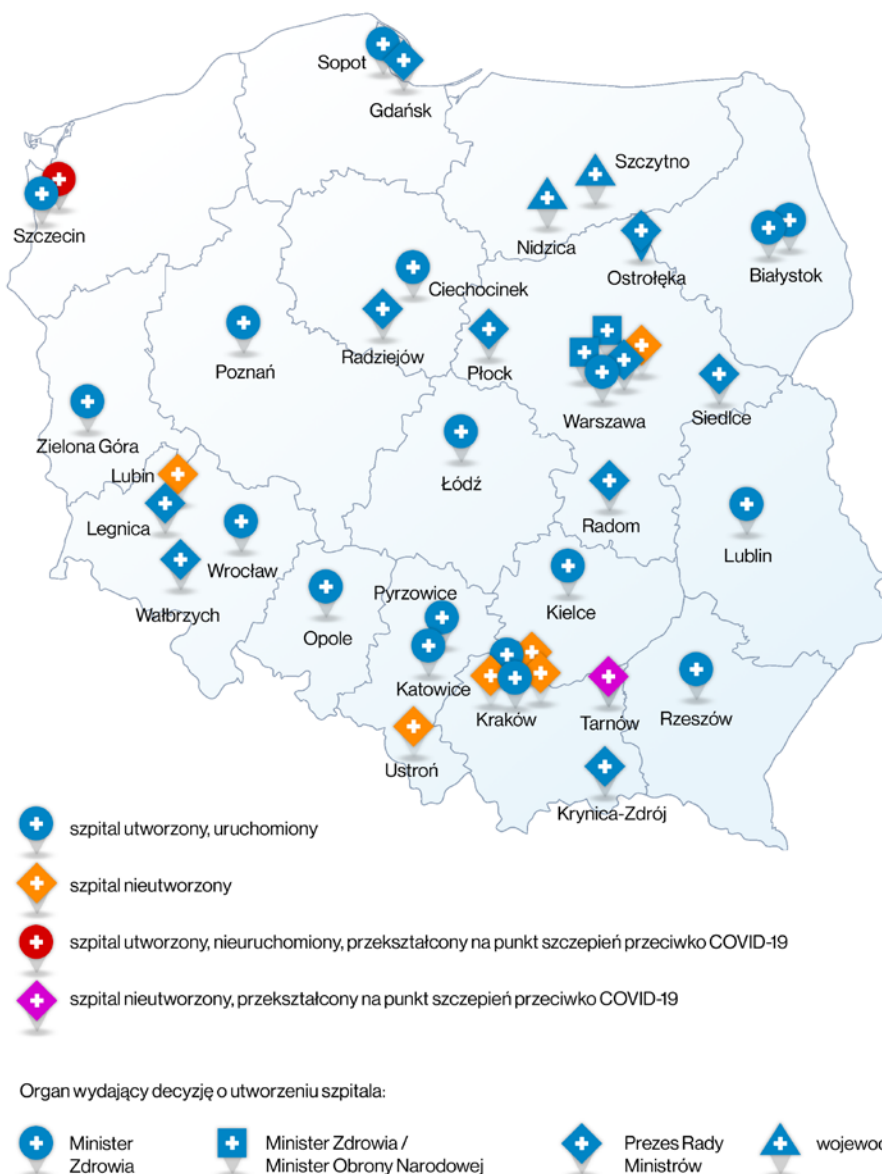 Sopot
Gdańsk
Szczytno
Szczecin
Nidzica
Ostrołęka
Białystok
Ciechocinek
Radziejów
Płock
Poznań
Warszawa
Siedlce
Zielona Góra
Lubin
Łódź
Legnica
Radom
Lublin
Wrocław
Wałbrzych
Pyrzowice
Kielce
Opole
Katowice
Kraków
Tarnów
Rzeszów
Ustroń
Krynica-Zdrój
szpital utworzony, uruchomiony
szpital nieutworzony
szpital utworzony, nieuruchomiony, przekształcony na punkt szczepień przeciwko COVID-19
szpital nieutworzony, przekształcony na punkt szczepień przeciwko COVID-19
Organ wydający decyzję o utworzeniu szpitala:
Minister
Zdrowia
Minister Zdrowia /
Minister Obrony Narodowej
Prezes Rady
Ministrów